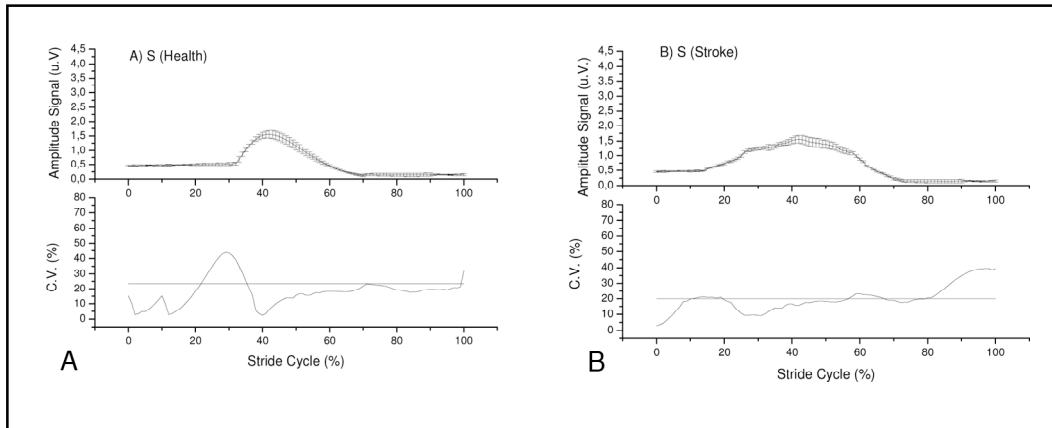 A) S (Health)
Amplitude Signal (u.V)
4,5
4,0
3,5
3,0
2,5
2,0
1,5
1,0
0,5
0,0
0 20 40 60 80 100
C.V. (%)
80
70
60
50
40
30
20
10
0
0 20 40 60 80 100
Stride Cycle (%)
A
B) S (Stroke)
Amplitude Signal (u.V.)
4,5
4,0
3,5
3,0
2,5
2,0
1,5
1,0
0,5
0,0
0 20 40 60 80 100
C.V. (%)
80
70
60
50
40
30
20
10
0
0 20 40 60 80 100
Stride Cycle (%)
B